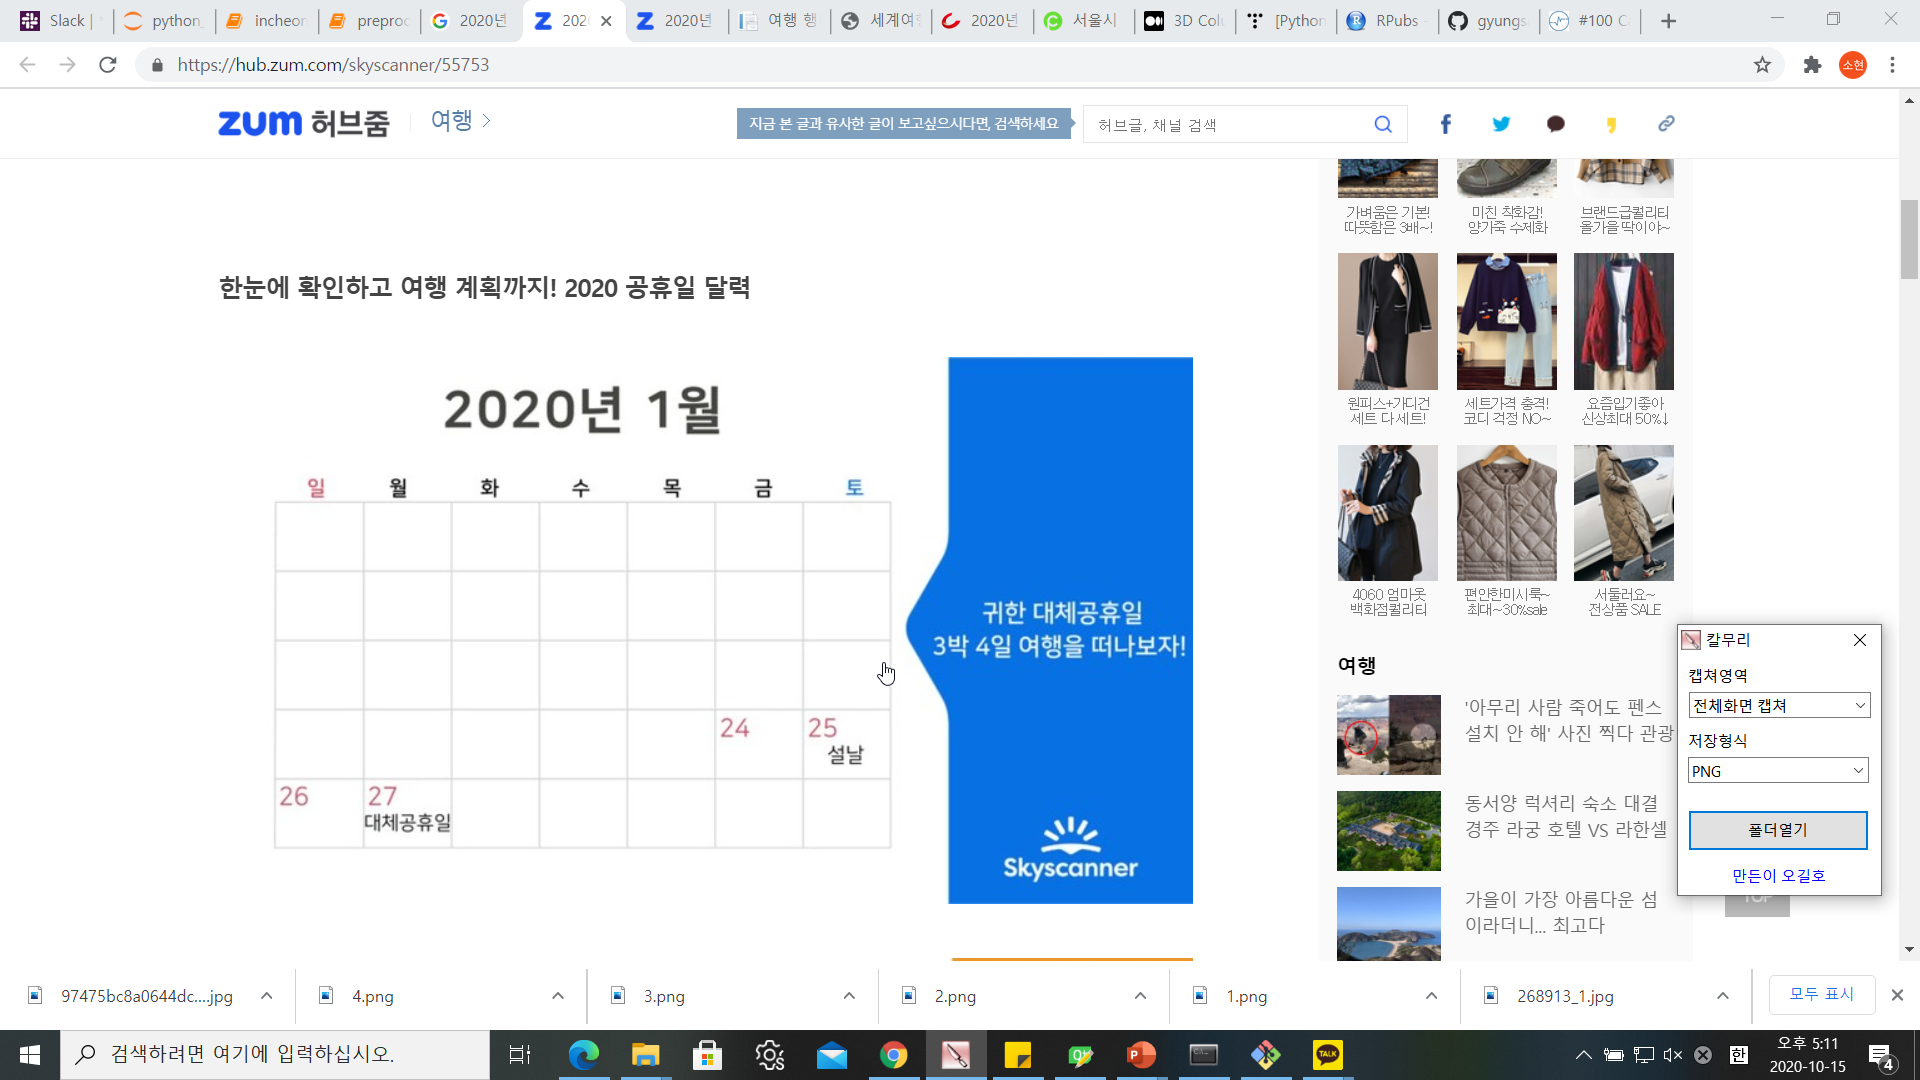 Slack |
python_
incheon
preproc
2020년
202
2020년
여행 행
세계여행
2020년
서울시
3D Colu
[Python
RPubs
gyungs
#100 C
https://hub.zum.com/skyscanner/55753
소현
zum 허브줌
여행
지금 본 글과 유사한 글이 보고싶으시다면, 검색하세요
허브글, 채널 검색
가벼움은 기본!
따뜻함은 3배~!
미친 착화감!
양가죽 수제화
브랜드급퀄리티
올가을 딱이야~
한눈에 확인하고 여행 계획까지! 2020 공휴일 달력
2020년 1월
일 월 화 수 목 금 토
24
25
설날
26
27
대체공휴일
귀한 대체공휴일
3박 4일 여행을 떠나보자!
Skyscanner
원피스+가디건
세트 다 세트!
세트가격 충격!
코디 걱정 NO~
요즘입기좋아
신상최대 50%↓
4060 엄마옷
백화점퀄리티
편안한미시룩~
최대~30%sale
서둘러요~
전상품 SALE
여행
'아무리 사람 죽어도 펜스
설치 안 해' 사진 찍다 관광
동서양 럭셔리 숙소 대결
경주 라궁 호텔 VS 라한셀
가을이 가장 아름다운 섬
이라더니... 최고다
칼무리
캡쳐영역
전체화면 캡쳐
저장형식
PNG
폴더열기
만든이 오길호
TOP
97475bc8a0644dc....jpg
4.png
3.png
2.png
1.png
268913_1.jpg
모두 표시
검색하려면 여기에 입력하십시오.
TALK
한
오후 5:11
2020-10-15
4